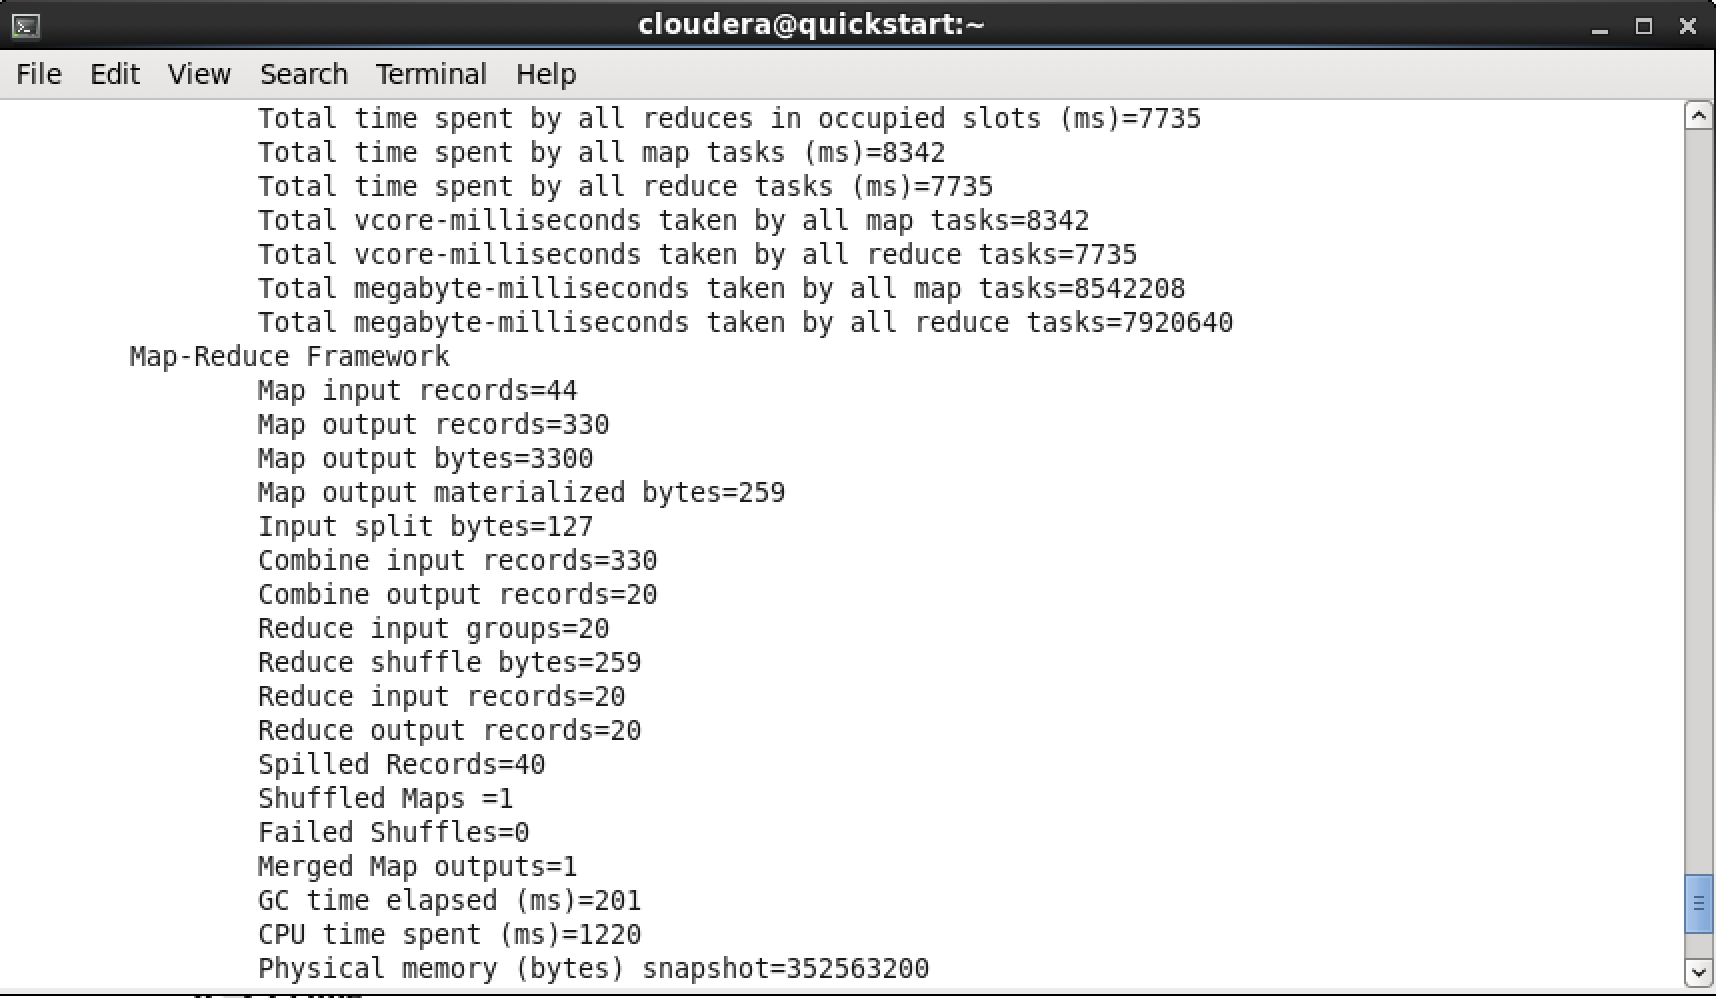 cloudera@quickstart:~
File Edit View Search Terminal Help
Total time spent by all reduces in occupied slots (ms)=7735
Total time spent by all map tasks (ms)=8342
Total time spent by all reduce tasks (ms)=7735
Total vcore-milliseconds taken by all map tasks=8342
Total vcore-milliseconds taken by all reduce tasks=7735
Total megabyte-milliseconds taken by all map tasks=8542208
Total megabyte-milliseconds taken by all reduce tasks=7920640
Map-Reduce Framework
Map input records=44
Map output records=330
Map output bytes=3300
Map output materialized bytes=259
Input split bytes=127
Combine input records=330
Combine output records=20
Reduce input groups=20
Reduce shuffle bytes=259
Reduce input records=20
Reduce output records=20
Spilled Records=40
Shuffled Maps =1
Failed Shuffles=0
Merged Map outputs=1
GC time elapsed (ms)=201
CPU time spent (ms)=1220
Physical memory (bytes) snapshot=352563200